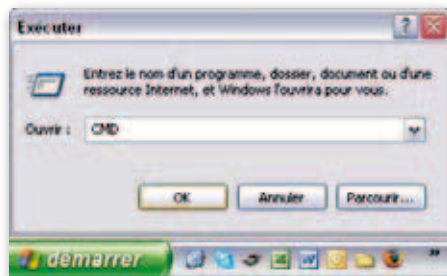 Exécuter
Entrez le nom d'un programme, dossier, document ou d'une
ressource Internet, et Windows l'ouvrira pour vous.
Ouvrir :
CMD
OK
Annuler
Parcourir...
démarrer